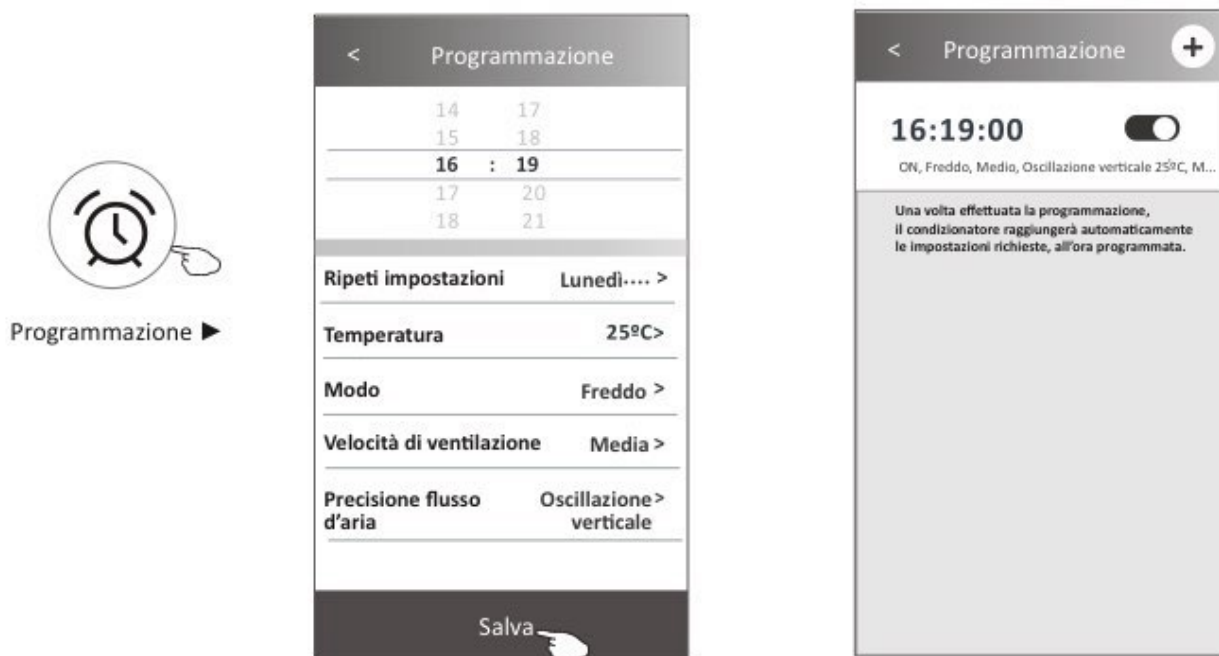 Programmazione ►
< Programmazione
14 17
15 18
16 : 19
17 20
18 21
Ripeti impostazioni Lunedì.... >
Temperatura 25ºC>
Modo Freddo >
Velocità di ventilazione Media >
Precisione flusso Oscillazione>
d'aria verticale
Salva
< Programmazione +
16:19:00
ON, Freddo, Medio, Oscillazione verticale 25ºC, M...
Una volta effettuata la programmazione,
il condizionatore raggiungerà automaticamente
le impostazioni richieste, all'ora programmata.